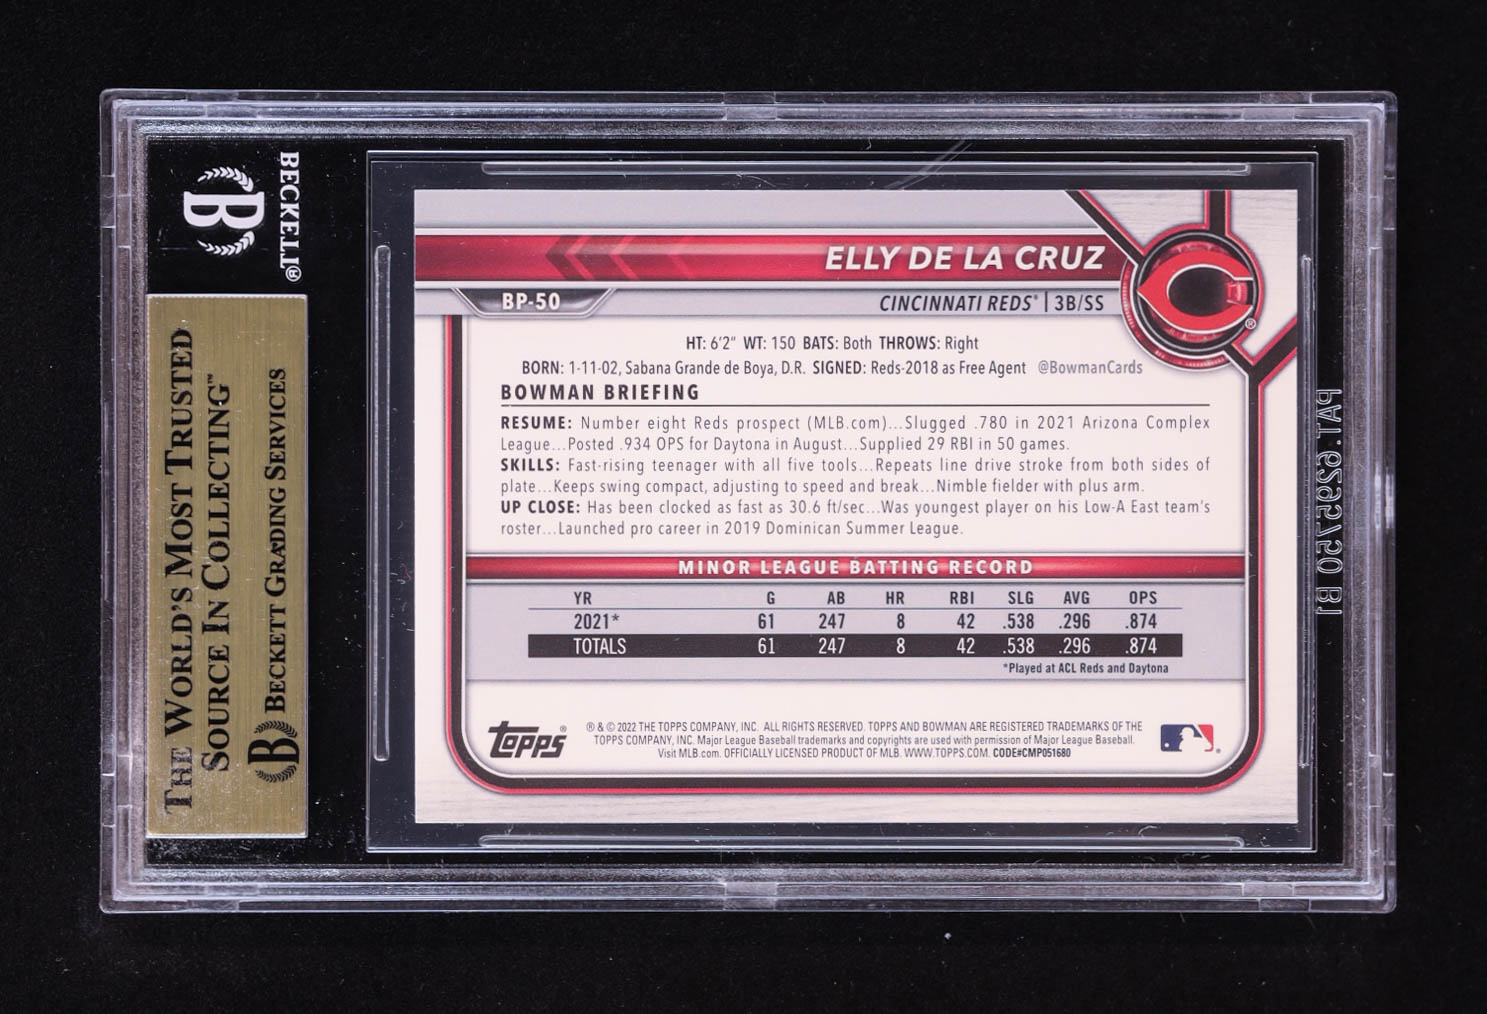 BECKETT®
B
THE WORLD'S MOST TRUSTED
SOURCE IN COLLECTING™
B BECKETT GRADING SERVICES
ELLY DE LA CRUZ
BP-50
CINCINNATI REDS® | 3B/SS
C
®
HT: 6'2" WT: 150 BATS: Both THROWS: Right
BORN: 1-11-02, Sabana Grande de Boya, D.R. SIGNED: Reds-2018 as Free Agent @BowmanCards
BOWMAN BRIEFING
RESUME: Number eight Reds prospect (MLB.com)...Slugged .780 in 2021 Arizona Complex
League...Posted .934 OPS for Daytona in August...Supplied 29 RBI in 50 games.
SKILLS: Fast-rising teenager with all five tools...Repeats line drive stroke from both sides of
plate...Keeps swing compact, adjusting to speed and break...Nimble fielder with plus arm.
UP CLOSE: Has been clocked as fast as 30.6 ft/sec...Was youngest player on his Low-A East team's
roster...Launched pro career in 2019 Dominican Summer League.
MINOR LEAGUE BATTING RECORD
YR G AB HR RBI SLG AVG OPS
2021* 61 247 8 42 .538 .296 .874
TOTALS 61 247 8 42 .538 .296 .874
*Played at ACL Reds and Daytona
topps®
® & © 2022 THE TOPPS COMPANY, INC. ALL RIGHTS RESERVED. TOPPS AND BOWMAN ARE REGISTERED TRADEMARKS OF THE
TOPPS COMPANY, INC. Major League Baseball trademarks and copyrights are used with permission of Major League Baseball.
Visit MLB.com. OFFICIALLY LICENSED PRODUCT OF MLB. WWW.TOPPS.COM. CODE#CMP051680